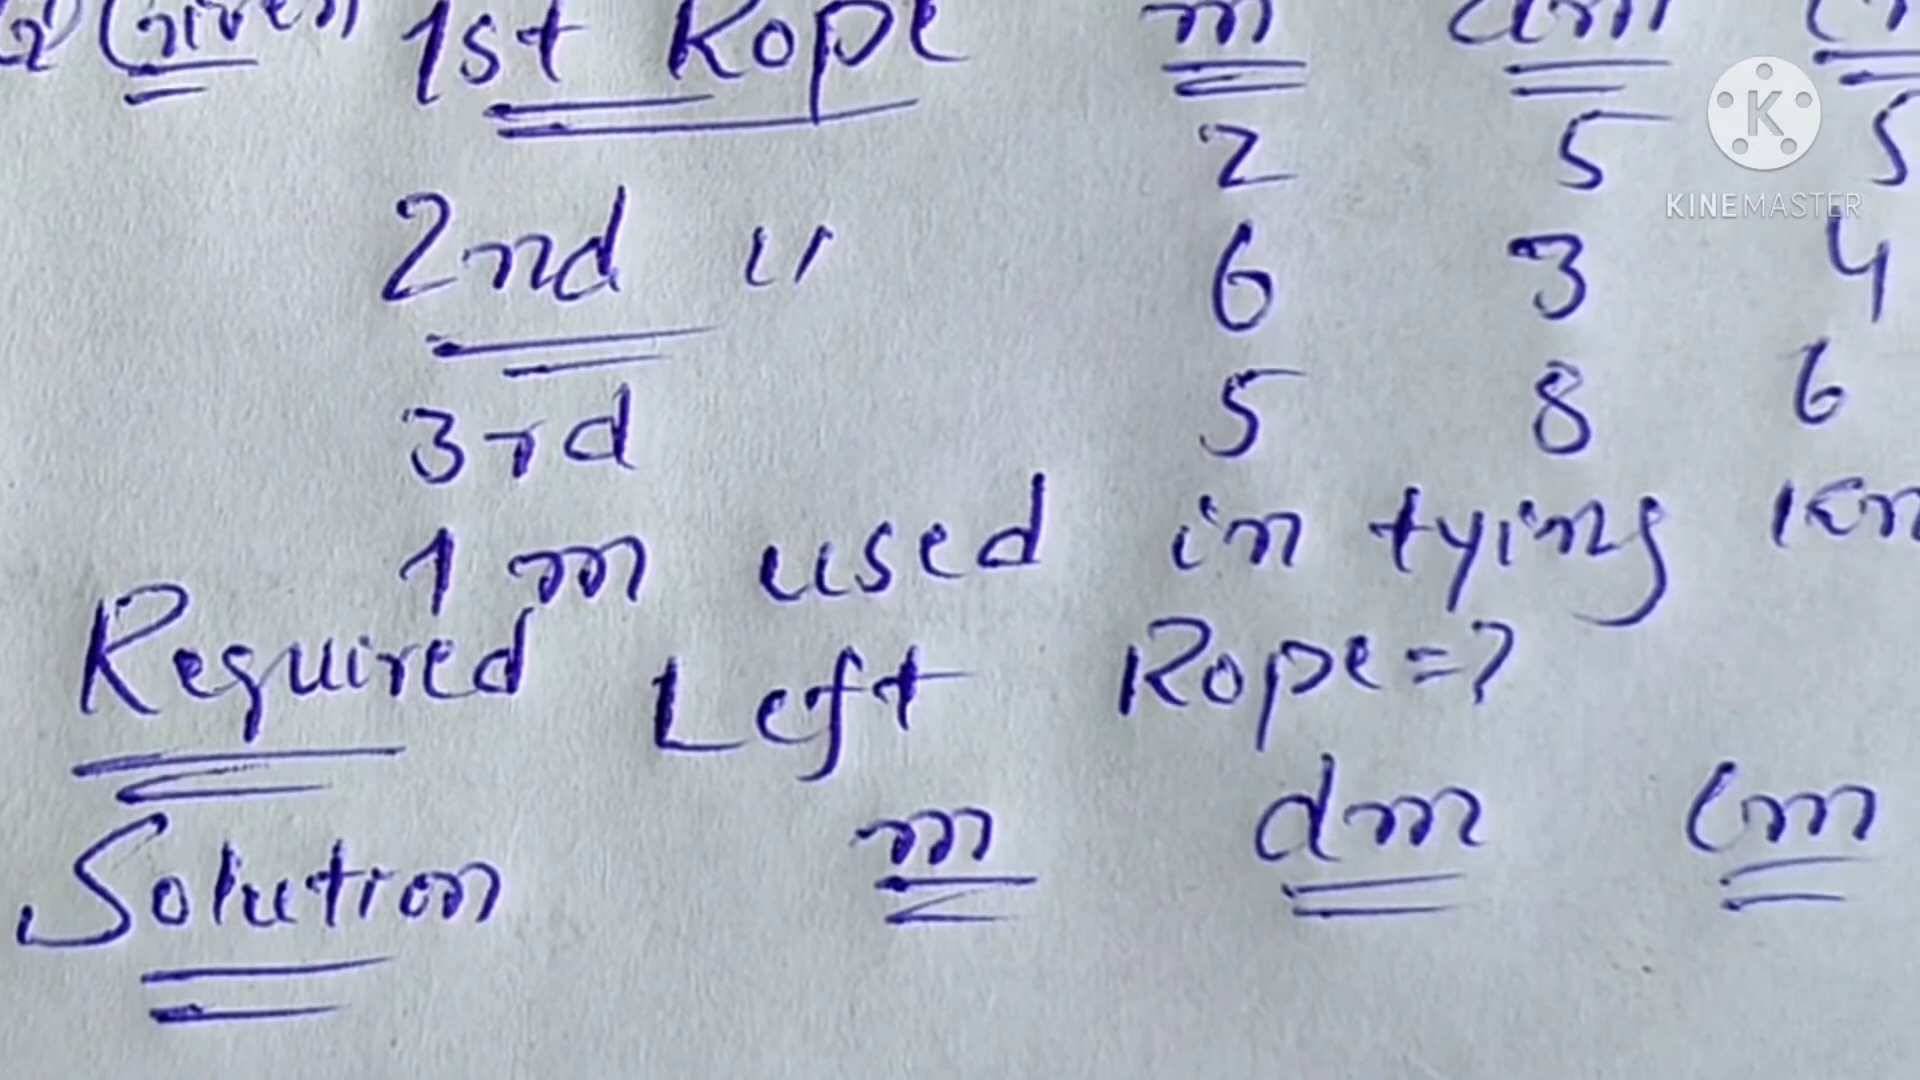 Given 1st Rope m dm
2 5 5
2nd " 6 3 4
3rd 5 8 6
1 m used in tying
Required Left Rope=?
Solution m dm cm
KINEMASTER